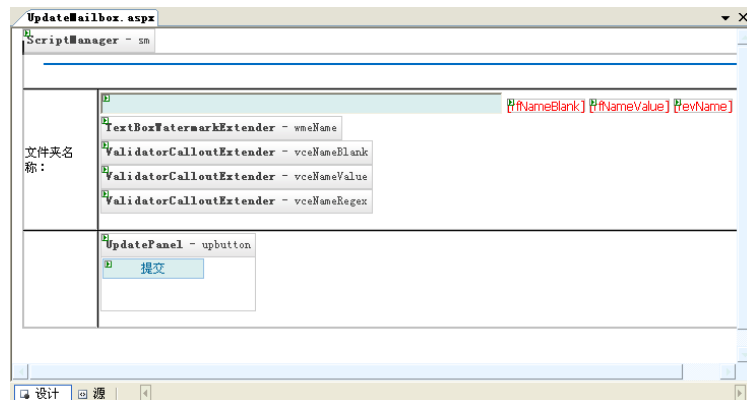 UpdateMailbox.aspx
ScriptManager - sm
[rfNameBlank] [rfNameValue] [revName]
TextBoxWatermarkExtender - wmeName
文件夹名称：
ValidatorCalloutExtender - vceNameBlank
ValidatorCalloutExtender - vceNameValue
ValidatorCalloutExtender - vceNameRegex
UpdatePanel - upbutton
提交
设计 源